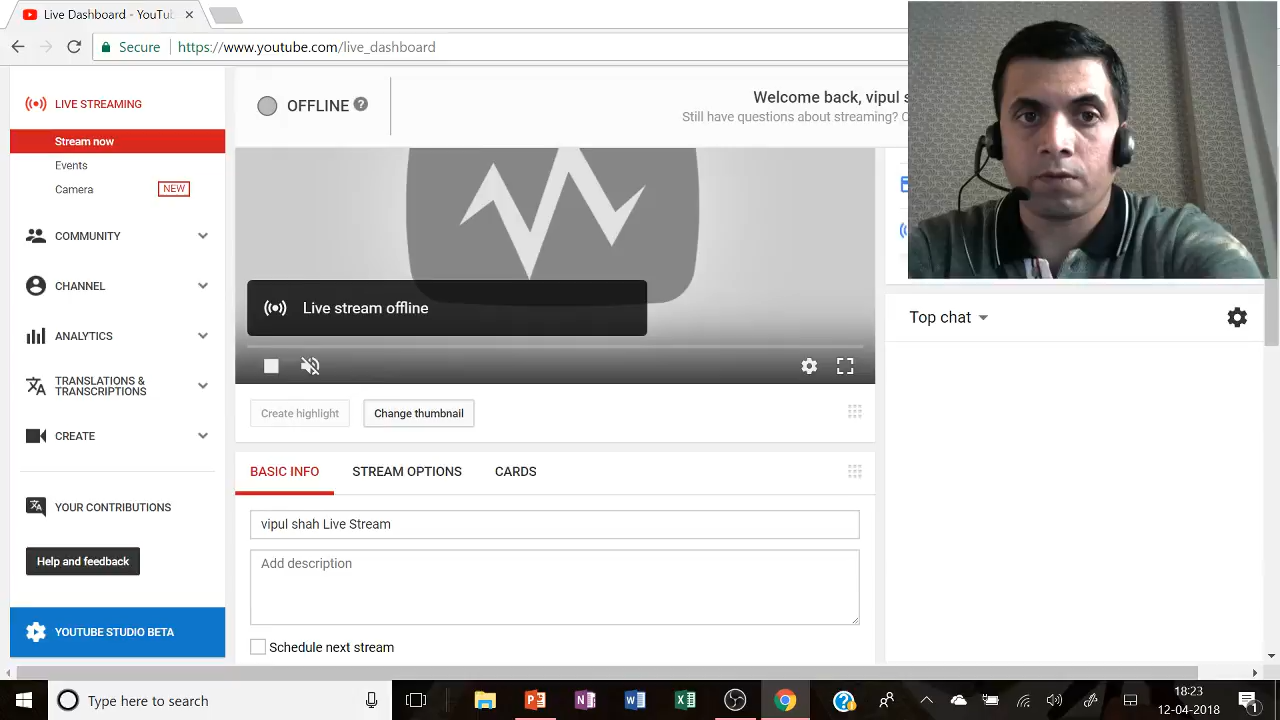 Live Dashboard - YouTu
Secure
https://www.youtube.com/live_dashboard
LIVE STREAMING
Stream now
Events
Camera
NEW
COMMUNITY
CHANNEL
ANALYTICS
TRANSLATIONS &
TRANSCRIPTIONS
CREATE
YOUR CONTRIBUTIONS
Help and feedback
YOUTUBE STUDIO BETA
OFFLINE
Welcome back, vipul s
Still have questions about streaming? C
Live stream offline
Create highlight
Change thumbnail
BASIC INFO
STREAM OPTIONS
CARDS
vipul shah Live Stream
Add description
Schedule next stream
Top chat
Type here to search
18:23
12-04-2018